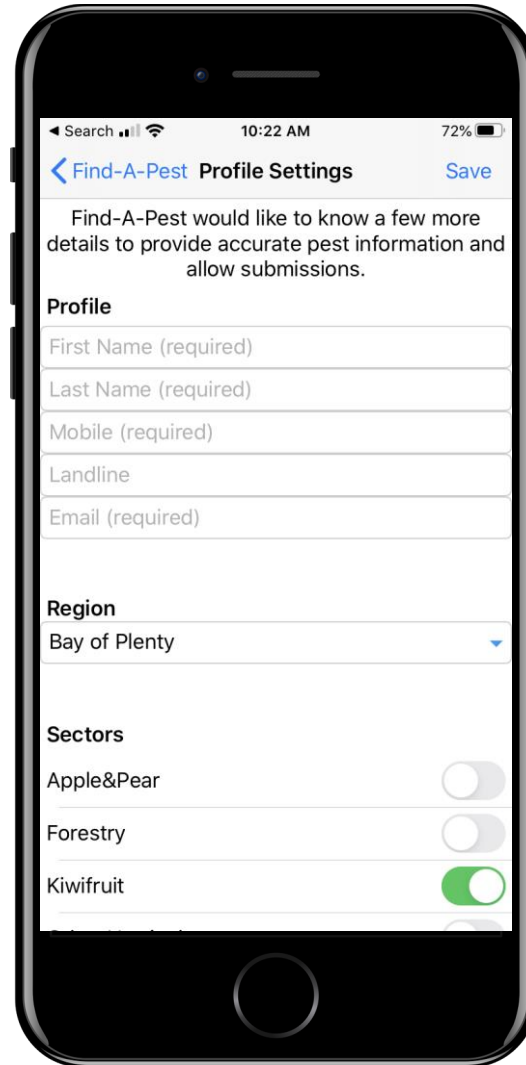 Search 10:22 AM 72%
Find-A-Pest Profile Settings Save
Find-A-Pest would like to know a few more
details to provide accurate pest information and
allow submissions.
Profile
First Name (required)
Last Name (required)
Mobile (required)
Landline
Email (required)
Region
Bay of Plenty
Sectors
Apple&Pear
Forestry
Kiwifruit